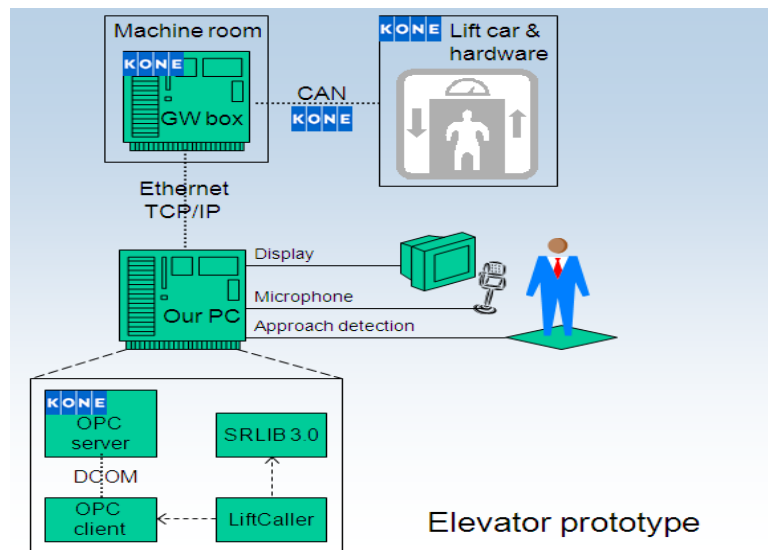 Machine room
KONE
GW box
CAN
KONE
KONE Lift car &
hardware
Ethernet
TCP/IP
Display
Microphone
Approach detection
Our PC
KONE
OPC
server
SRLIB 3.0
DCOM
OPC
client
LiftCaller
Elevator prototype